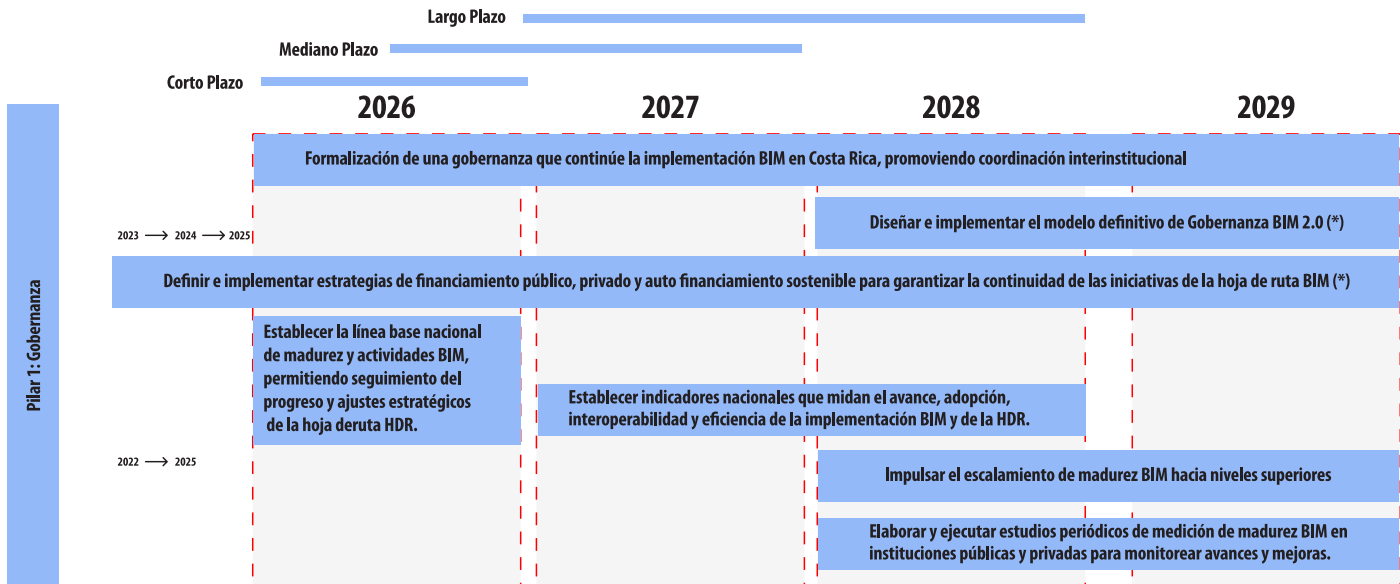 Largo Plazo
Mediano Plazo
Corto Plazo
2026
2027
2028
2029
Pilar 1: Gobernanza
Formalización de una gobernanza que continúe la implementación BIM en Costa Rica, promoviendo coordinación interinstitucional
Diseñar e implementar el modelo definitivo de Gobernanza BIM 2.0 (*)
2023 → 2024 → 2025
Definir e implementar estrategias de financiamiento público, privado y auto financiamiento sostenible para garantizar la continuidad de las iniciativas de la hoja de ruta BIM (*)
Establecer la línea base nacional
de madurez y actividades BIM,
permitiendo seguimiento del
progreso y ajustes estratégicos
de la hoja deruta HDR.
Establecer indicadores nacionales que midan el avance, adopción,
interoperabilidad y eficiencia de la implementación BIM y de la HDR.
2022 → 2025
Impulsar el escalamiento de madurez BIM hacia niveles superiores
Elaborar y ejecutar estudios periódicos de medición de madurez BIM en
instituciones públicas y privadas para monitorear avances y mejoras.